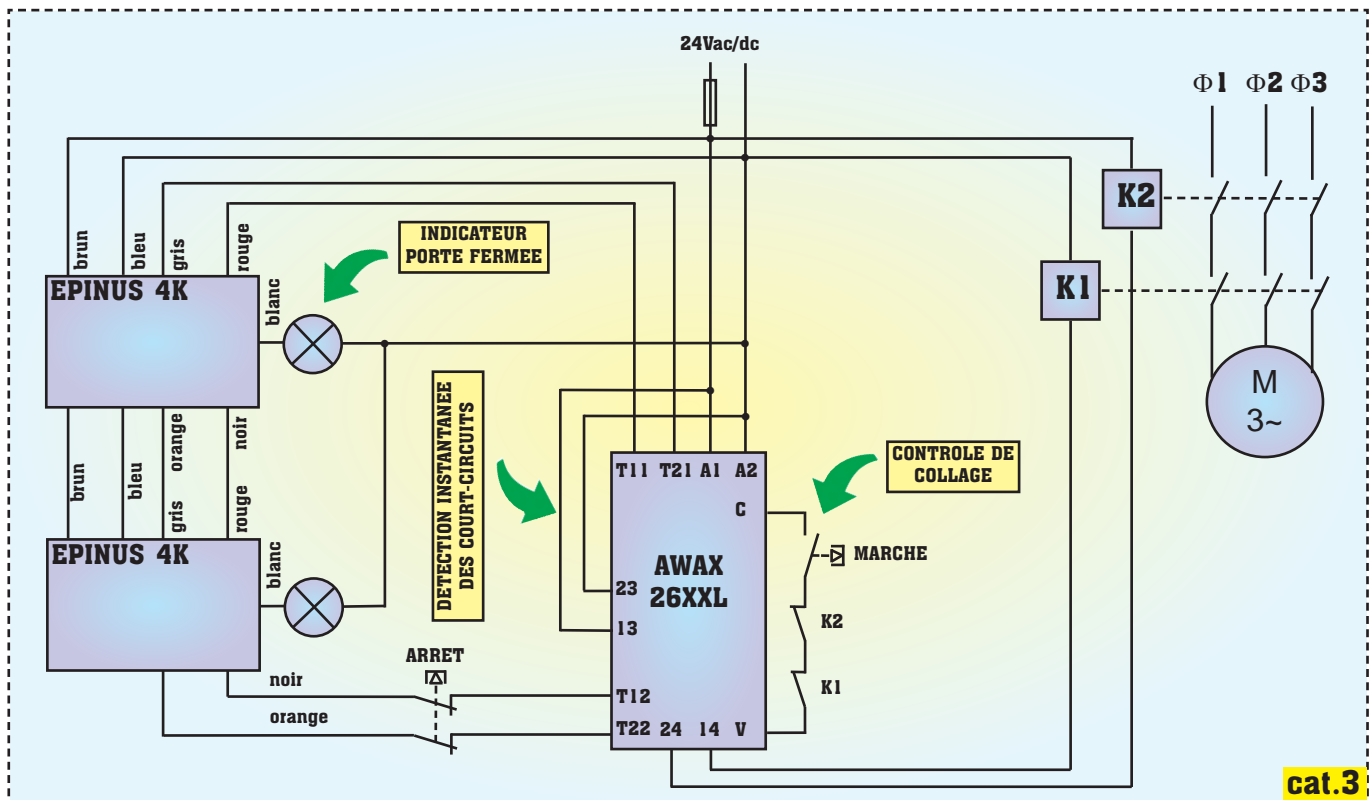 24Vac/dc
Φ1 Φ2 Φ3
K2
K1
M
3~
brun
bleu
gris
rouge
INDICATEUR
PORTE FERMEE
EPINUS 4K
blanc
brun
bleu
orange
noir
gris
rouge
EPINUS 4K
blanc
DETECTION INSTANTANEE
DES COURT-CIRCUITS
CONTROLE DE
COLLAGE
T11 T21 A1 A2
C
AWAX
26XXL
MARCHE
23
13
K2
K1
ARRET
noir
orange
T12
T22 24 14 V
cat.3